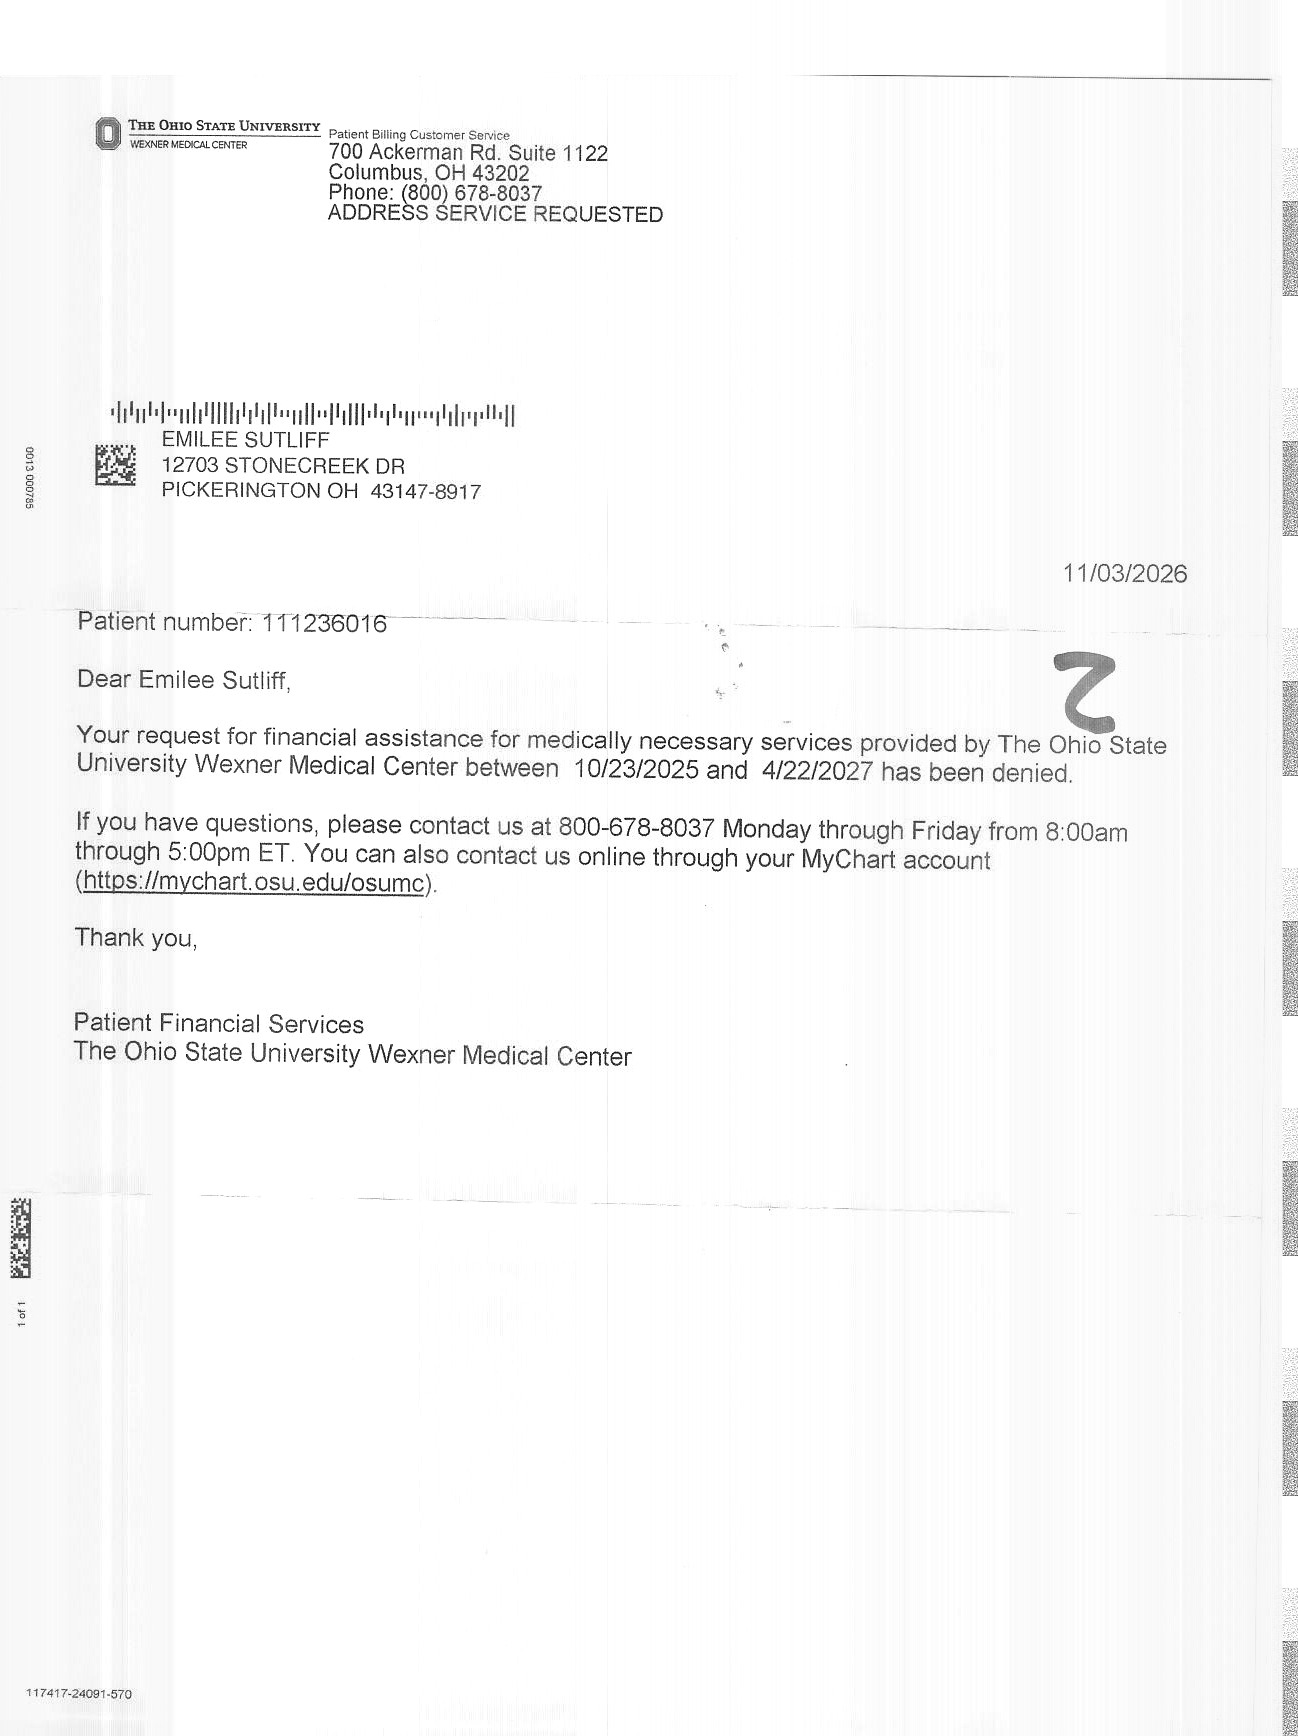 THE OHIO STATE UNIVERSITY
WEXNER MEDICAL CENTER
Patient Billing Customer Service
700 Ackerman Rd. Suite 1122
Columbus, OH 43202
Phone: (800) 678-8037
ADDRESS SERVICE REQUESTED
EMILEE SUTLIFF
12703 STONECREEK DR
PICKERINGTON OH  43147-8917
0013 000785
11/03/2026
Patient number: 111236016
Dear Emilee Sutliff,
2
Your request for financial assistance for medically necessary services provided by The Ohio State
University Wexner Medical Center between  10/23/2025 and  4/22/2027 has been denied.
If you have questions, please contact us at 800-678-8037 Monday through Friday from 8:00am
through 5:00pm ET. You can also contact us online through your MyChart account
(https://mychart.osu.edu/osumc).
Thank you,
Patient Financial Services
The Ohio State University Wexner Medical Center
1 of 1
117417-24091-570